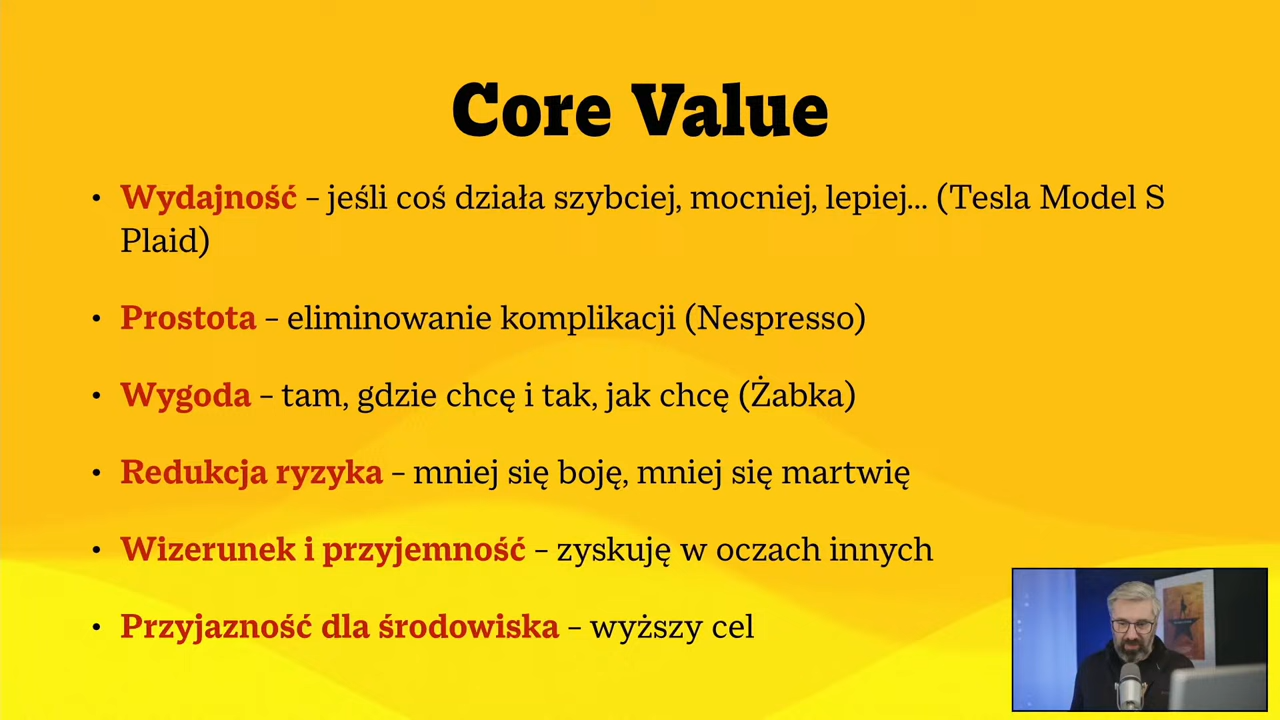 Core Value
• Wydajność – jeśli coś działa szybciej, mocniej, lepiej... (Tesla Model S
Plaid)
• Prostota – eliminowanie komplikacji (Nespresso)
• Wygoda – tam, gdzie chcę i tak, jak chcę (Żabka)
• Redukcja ryzyka – mniej się boję, mniej się martwię
• Wizerunek i przyjemność – zyskuję w oczach innych
• Przyjazność dla środowiska – wyższy cel